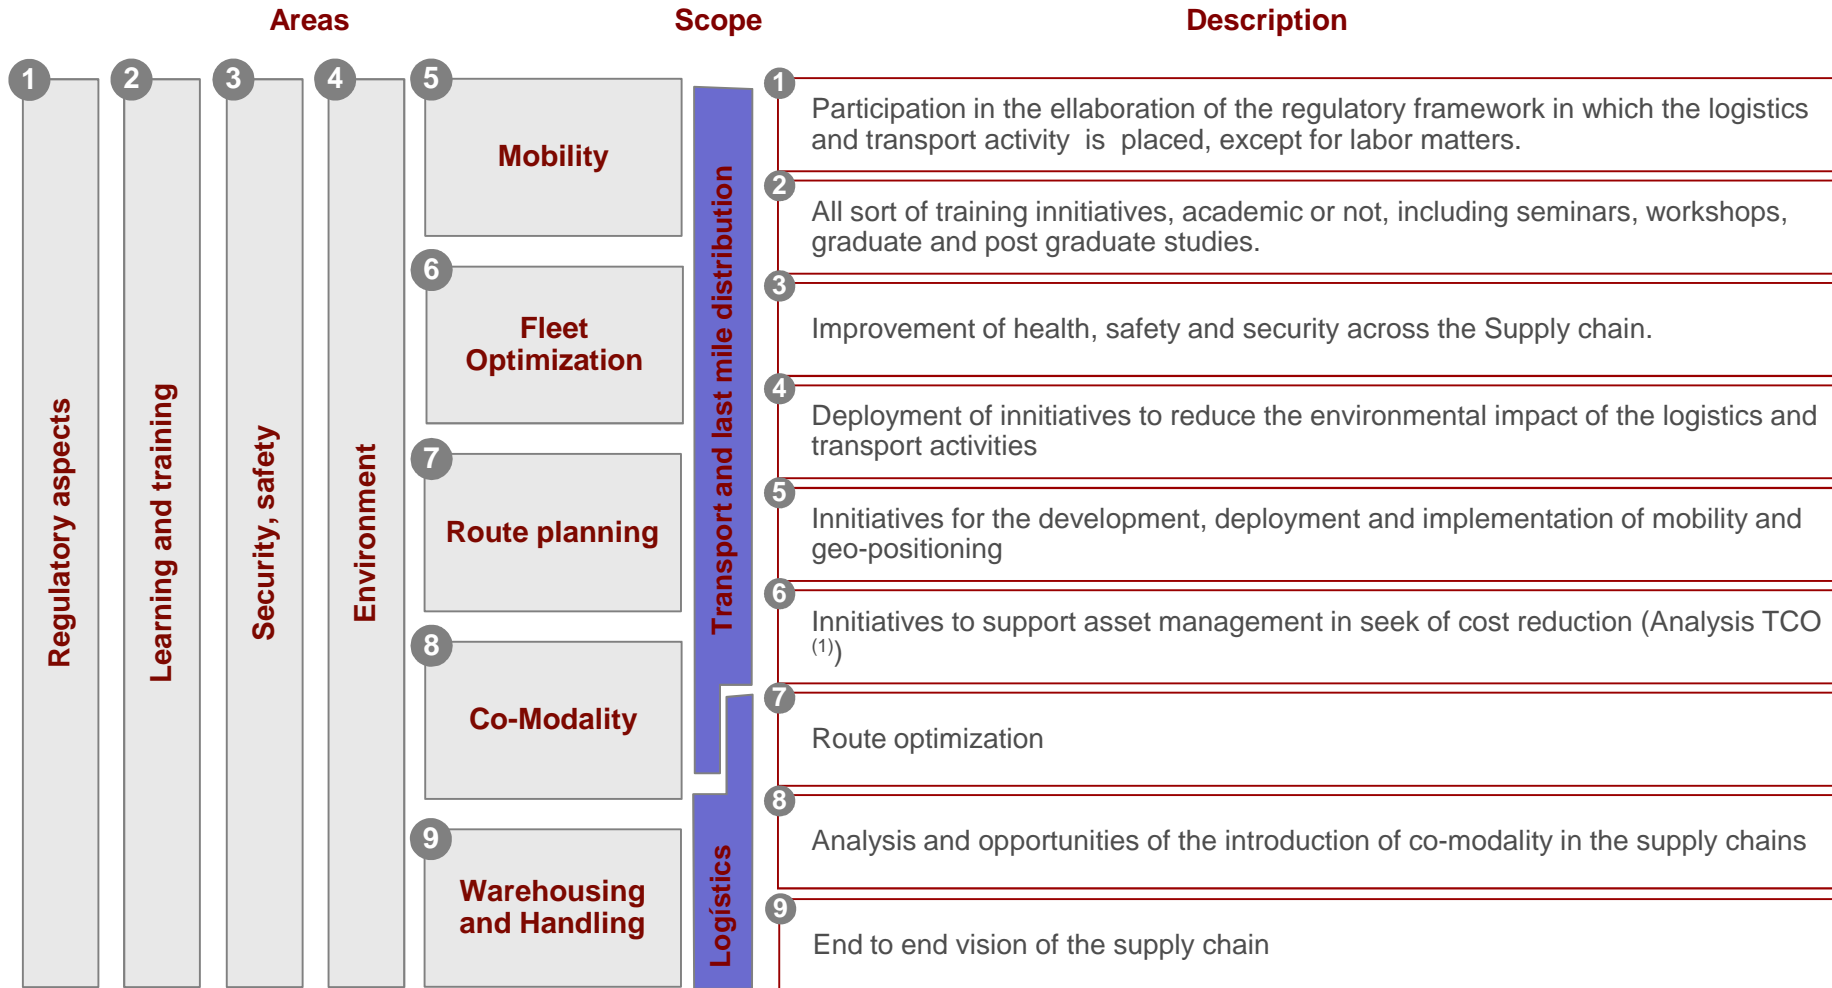 Areas
Scope
Description
1
Regulatory aspects
2
Learning and training
3
Security, safety
4
Environment
5
Mobility
6
Fleet
Optimization
7
Route planning
8
Co-Modality
9
Warehousing
and Handling
Transport and last mile distribution
Logístics
1
Participation in the ellaboration of the regulatory framework in which the logistics
and transport activity is placed, except for labor matters.
2
All sort of training innitiatives, academic or not, including seminars, workshops,
graduate and post graduate studies.
3
Improvement of health, safety and security across the Supply chain.
4
Deployment of innitiatives to reduce the environmental impact of the logistics and
transport activities
5
Innitiatives for the development, deployment and implementation of mobility and
geo-positioning
6
Innitiatives to support asset management in seek of cost reduction (Analysis TCO
(1))
7
Route optimization
8
Analysis and opportunities of the introduction of co-modality in the supply chains
9
End to end vision of the supply chain